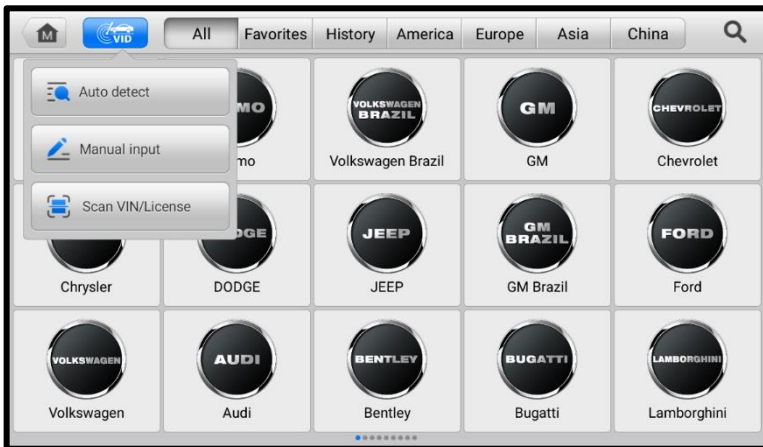 M
VID
All
Favorites
History
America
Europe
Asia
China
Auto detect
Manual input
Scan VIN/License
MO
mo
VOLKSWAGEN
BRAZIL
Volkswagen Brazil
GM
GM
CHEVROLET
Chevrolet
Chrysler
DGE
DODGE
JEEP
JEEP
GM
BRAZIL
GM Brazil
FORD
Ford
VOLKSWAGEN
Volkswagen
AUDI
Audi
BENTLEY
Bentley
BUGATTI
Bugatti
LAMBORGHINI
Lamborghini